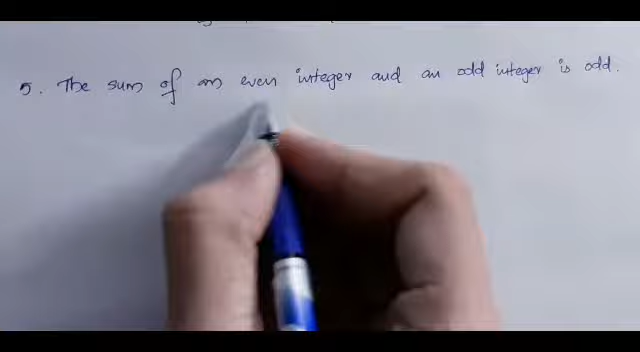 5. The sum of an even integer and an odd integer is odd.